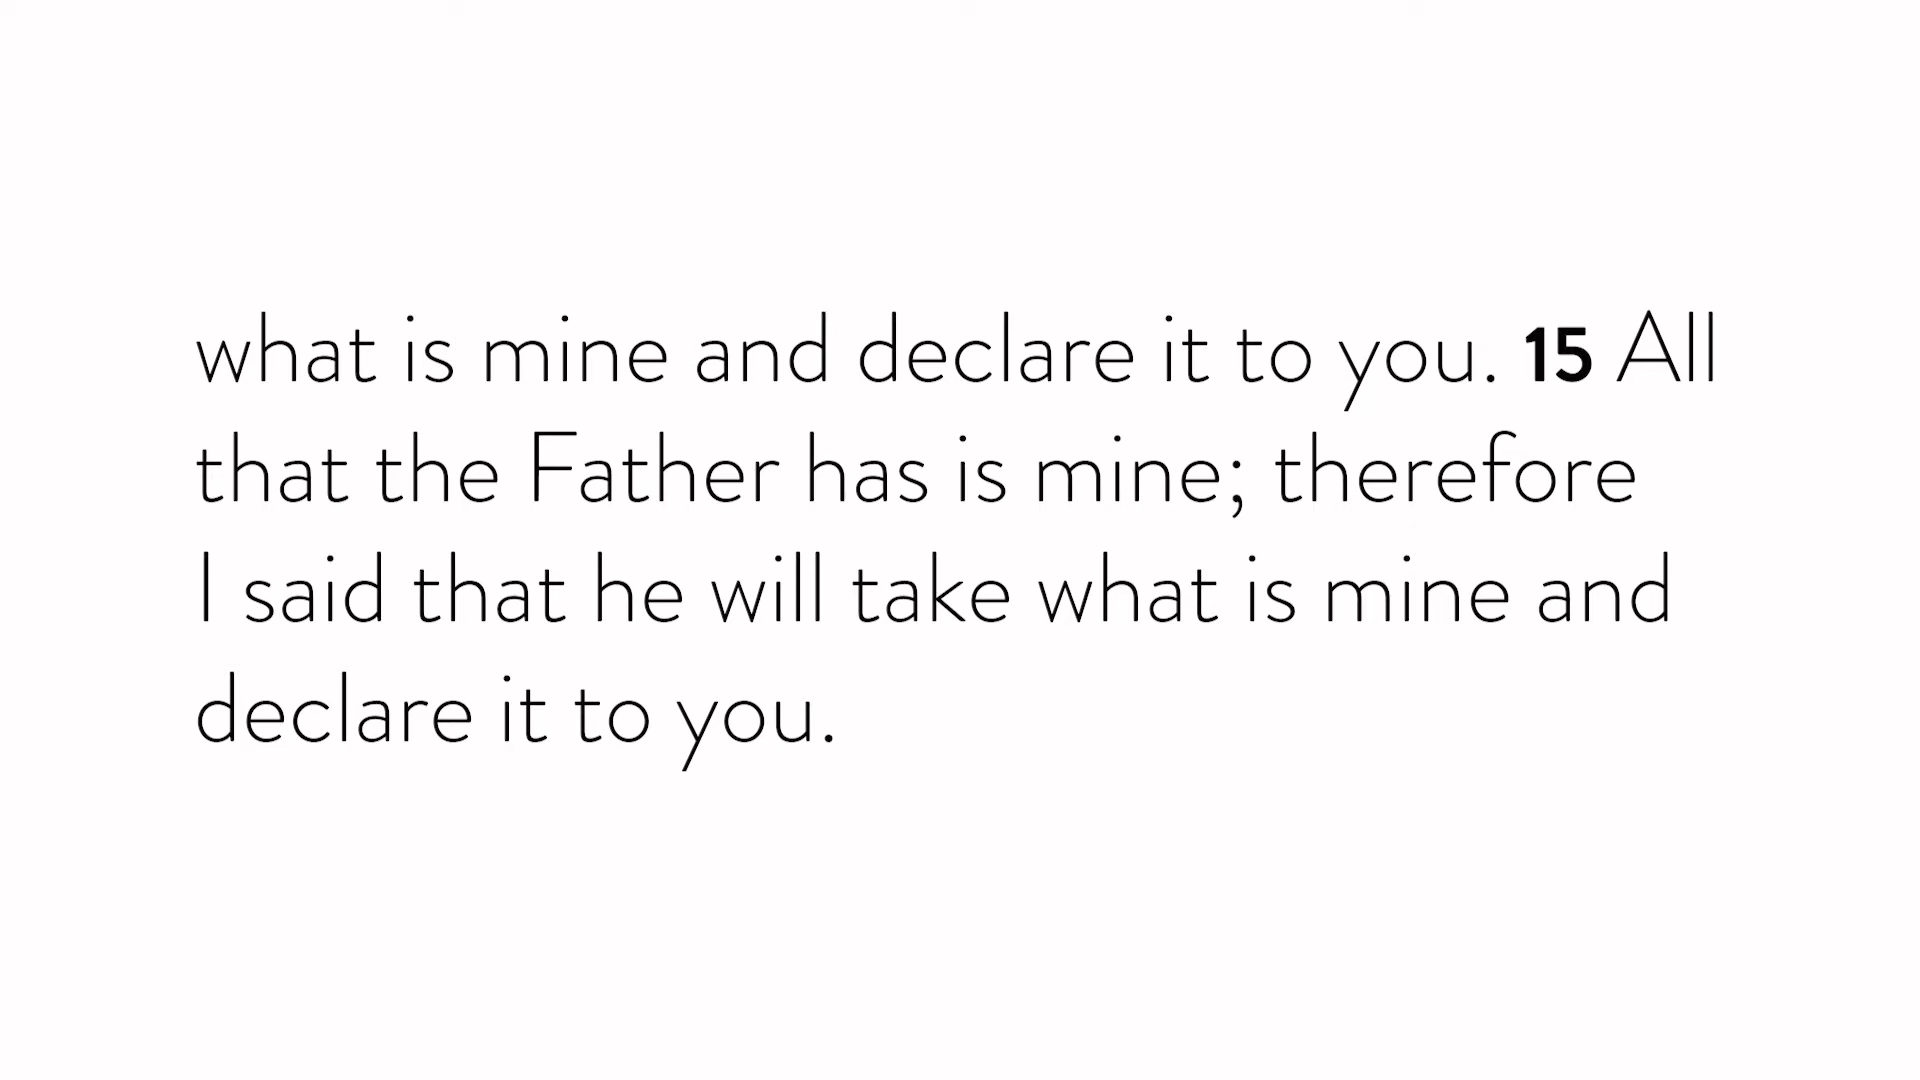 what is mine and declare it to you. 15 All
that the Father has is mine; therefore
I said that he will take what is mine and
declare it to you.